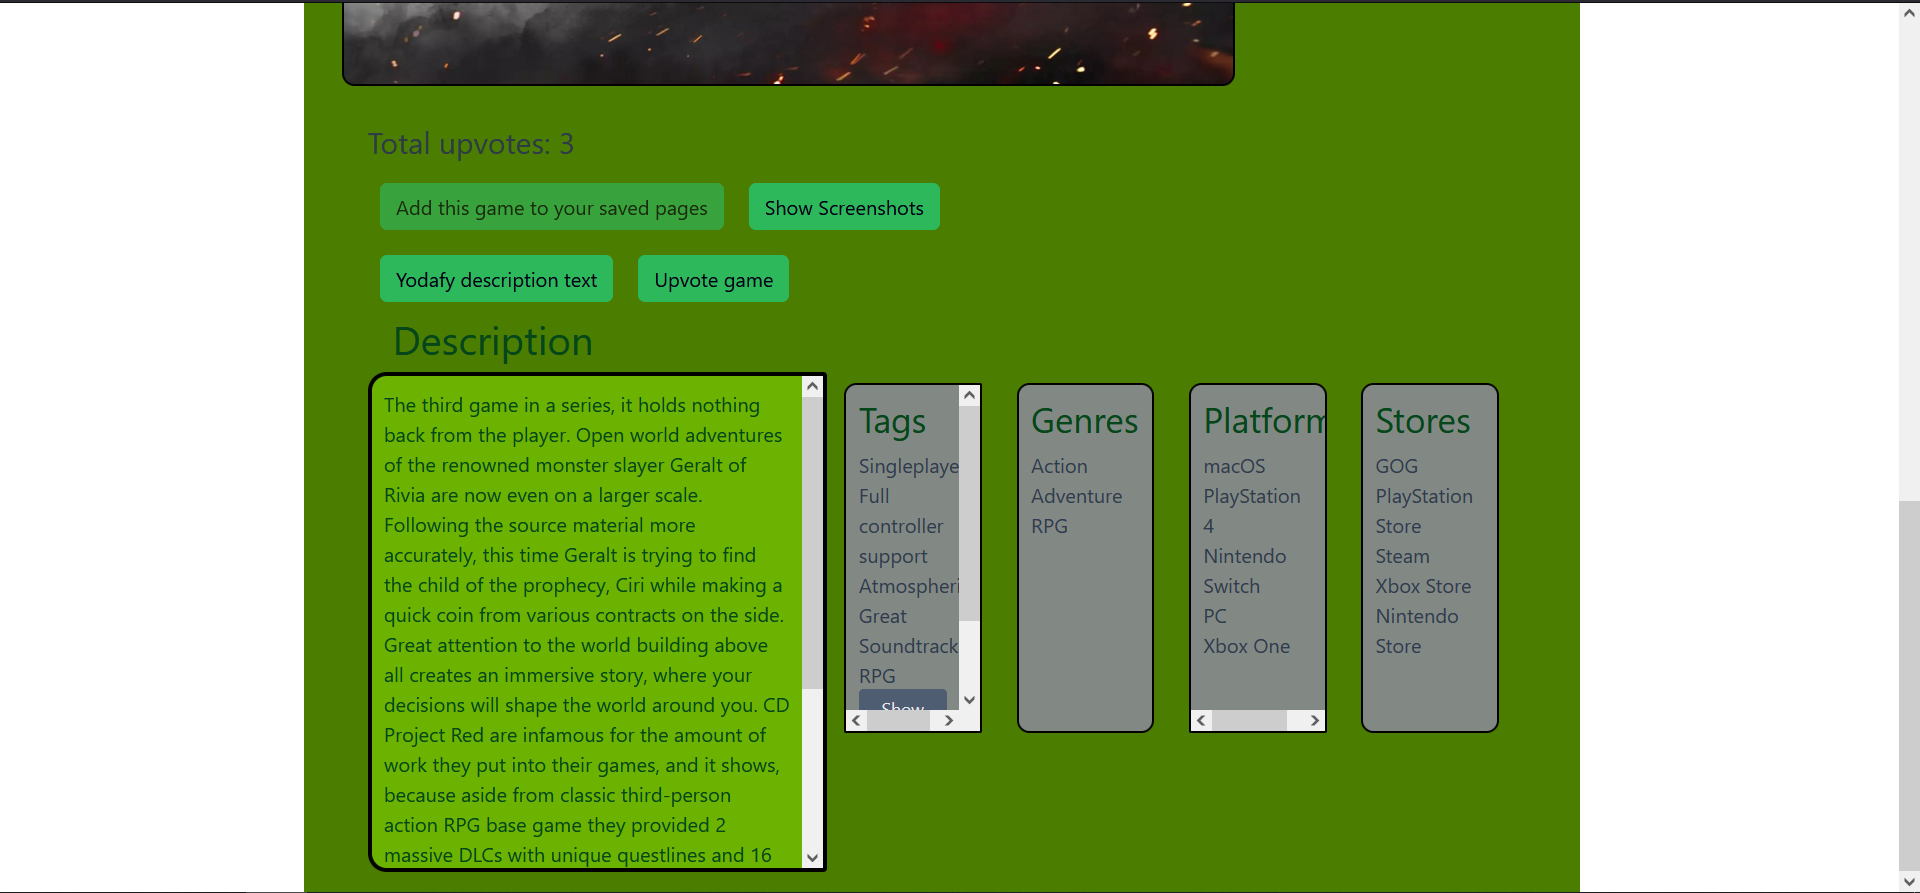 Total upvotes: 3
Add this game to your saved pages
Show Screenshots
Yodafy description text
Upvote game
Description
The third game in a series, it holds nothing
back from the player. Open world adventures
of the renowned monster slayer Geralt of
Rivia are now even on a larger scale.
Following the source material more
accurately, this time Geralt is trying to find
the child of the prophecy, Ciri while making a
quick coin from various contracts on the side.
Great attention to the world building above
all creates an immersive story, where your
decisions will shape the world around you. CD
Project Red are infamous for the amount of
work they put into their games, and it shows,
because aside from classic third-person
action RPG base game they provided 2
massive DLCs with unique questlines and 16
Tags
Singleplaye
Full
controller
support
Atmospheri
Great
Soundtrack
RPG
Show
Genres
Action
Adventure
RPG
Platform
macOS
PlayStation
4
Nintendo
Switch
PC
Xbox One
Stores
GOG
PlayStation
Store
Steam
Xbox Store
Nintendo
Store